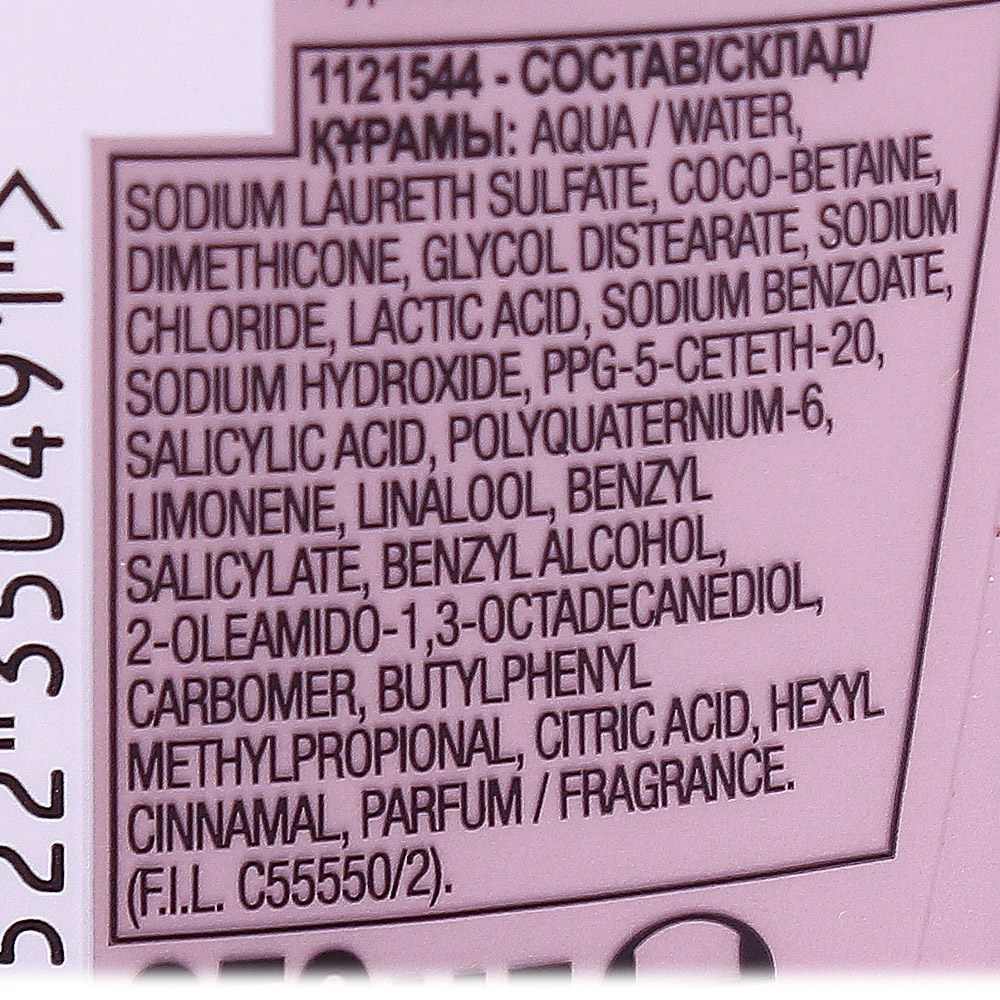 1121544 - СОСТАВ/СКЛАД/
ҚҰРАМЫ: AQUA / WATER,
SODIUM LAURETH SULFATE, COCO-BETAINE,
DIMETHICONE, GLYCOL DISTEARATE, SODIUM
CHLORIDE, LACTIC ACID, SODIUM BENZOATE,
SODIUM HYDROXIDE, PPG-5-CETETH-20,
SALICYLIC ACID, POLYQUATERNIUM-6,
LIMONENE, LINALOOL, BENZYL
SALICYLATE, BENZYL ALCOHOL,
2-OLEAMIDO-1,3-OCTADECANEDIOL,
CARBOMER, BUTYLPHENYL
METHYLPROPIONAL, CITRIC ACID, HEXYL
CINNAMAL, PARFUM / FRAGRANCE.
(F.I.L. C55550/2).
522 350491 >